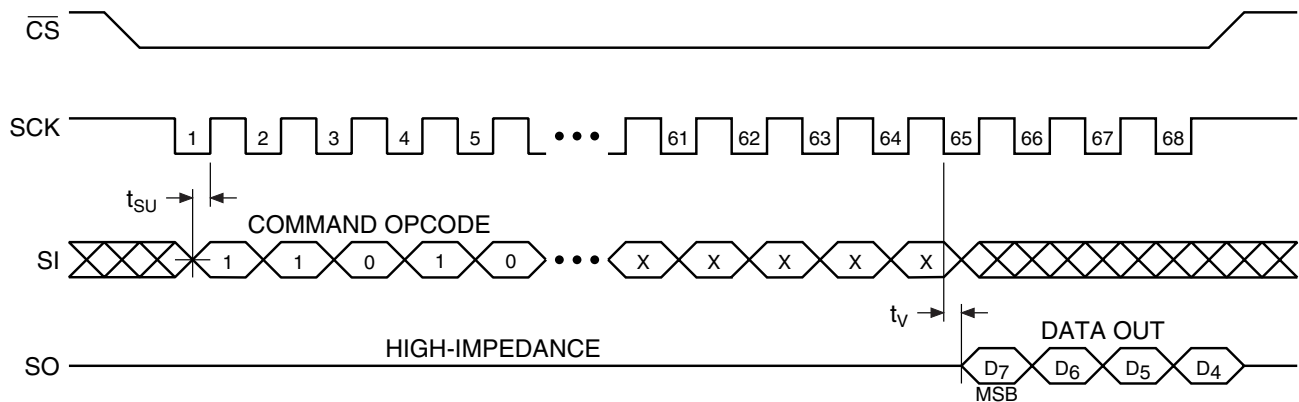 CS
SCK 1 2 3 4 5 ••• 61 62 63 64 65 66 67 68
tSU
COMMAND OPCODE
SI 1 1 0 1 0 ••• X X X X X
tV
DATA OUT
HIGH-IMPEDANCE
SO D7 D6 D5 D4
MSB